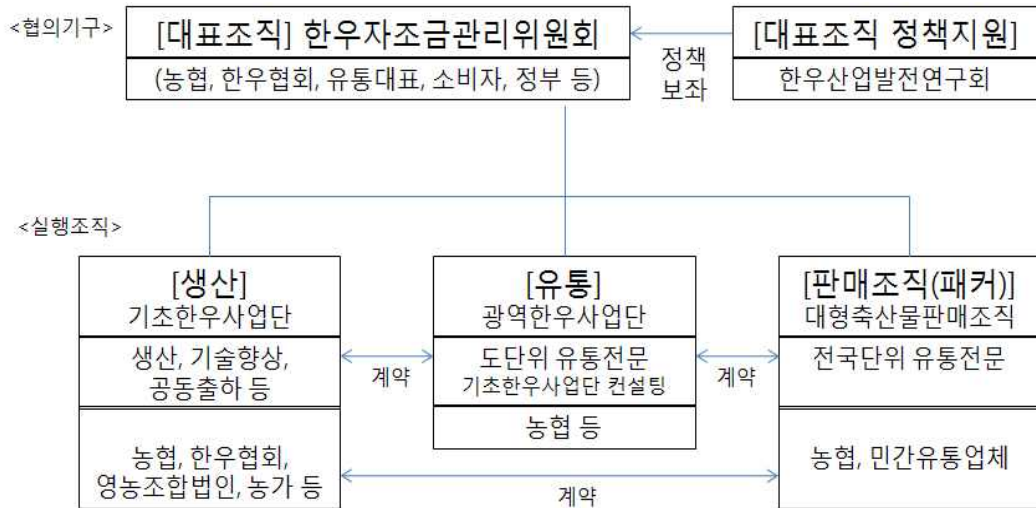 <협의기구>
[대표조직] 한우자조금관리위원회
(농협, 한우협회, 유통대표, 소비자, 정부 등)
정책
보좌
[대표조직 정책지원]
한우산업발전연구회
<실행조직>
[생산]
기초한우사업단
생산, 기술향상,
공동출하 등
농협, 한우협회,
영농조합법인, 농가 등
계약
[유통]
광역한우사업단
도단위 유통전문
기초한우사업단 컨설팅
농협 등
계약
[판매조직(패커)]
대형축산물판매조직
전국단위 유통전문
농협, 민간유통업체
계약